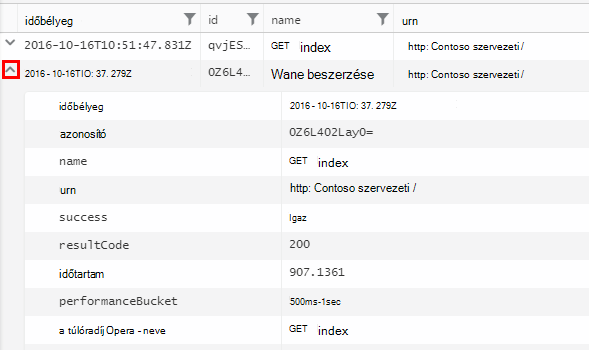 időbélyeg id name urn
2016-10-16T10:51:47.831Z qvjES... GET index http: Contoso szervezeti /
2016 - 10-16TIO: 37. 279Z 0Z6L4... Wane beszerzése http: Contoso szervezeti /
időbélyeg 2016 - 10-16TIO: 37. 279Z
azonosító 0Z6L402Lay0=
name GET index
urn http: Contoso szervezeti /
success Igaz
resultCode 200
időtartam 907.1361
performanceBucket 500ms-1sec
a túlóradíj Opera - neve GET index